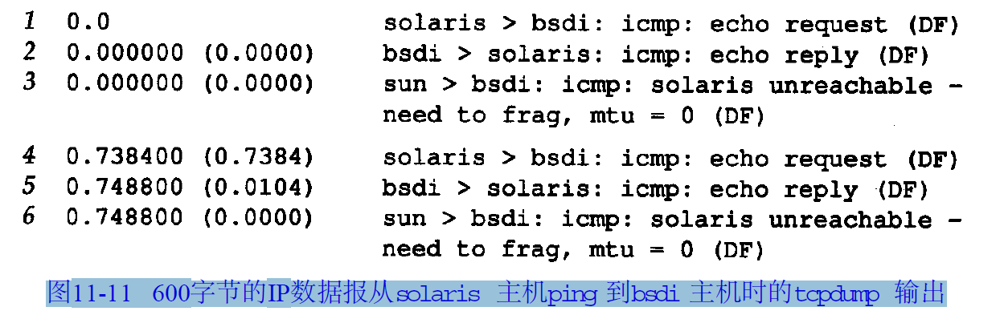 1 0.0 solaris > bsdi: icmp: echo request (DF)
2 0.000000 (0.0000) bsdi > solaris: icmp: echo reply (DF)
3 0.000000 (0.0000) sun > bsdi: icmp: solaris unreachable -
need to frag, mtu = 0 (DF)
4 0.738400 (0.7384) solaris > bsdi: icmp: echo request (DF)
5 0.748800 (0.0104) bsdi > solaris: icmp: echo reply (DF)
6 0.748800 (0.0000) sun > bsdi: icmp: solaris unreachable -
need to frag, mtu = 0 (DF)
图11-11 600字节的IP数据报从solaris 主机ping 到bsdi 主机时的tcpdump 输出